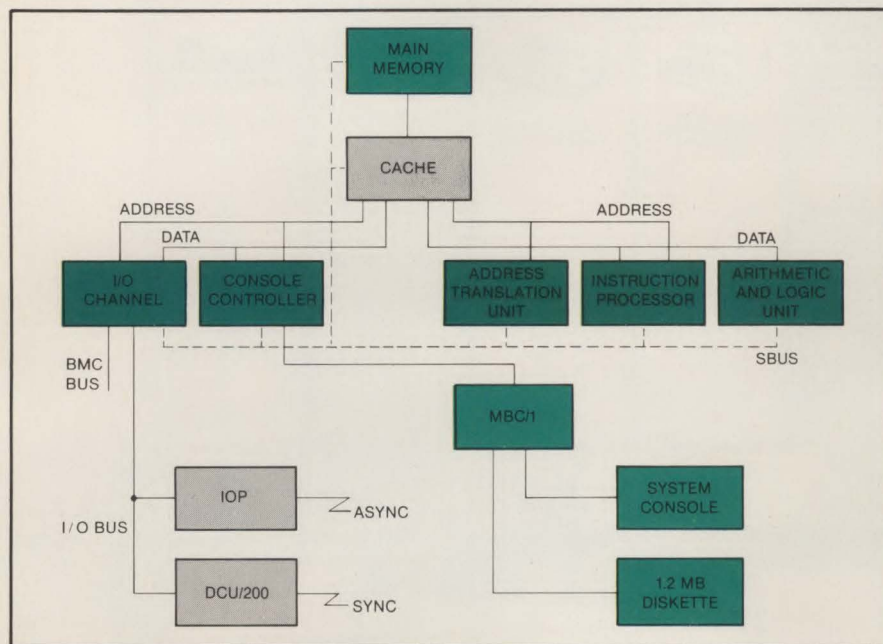 MAIN
MEMORY
CACHE
ADDRESS
ADDRESS
DATA
DATA
I/O
CHANNEL
CONSOLE
CONTROLLER
ADDRESS
TRANSLATION
UNIT
INSTRUCTION
PROCESSOR
ARITHMETIC
AND LOGIC
UNIT
SBUS
BMC
BUS
MBC/1
IOP
ASYNC
SYSTEM
CONSOLE
I/O BUS
DCU/200
SYNC
1.2 MB
DISKETTE